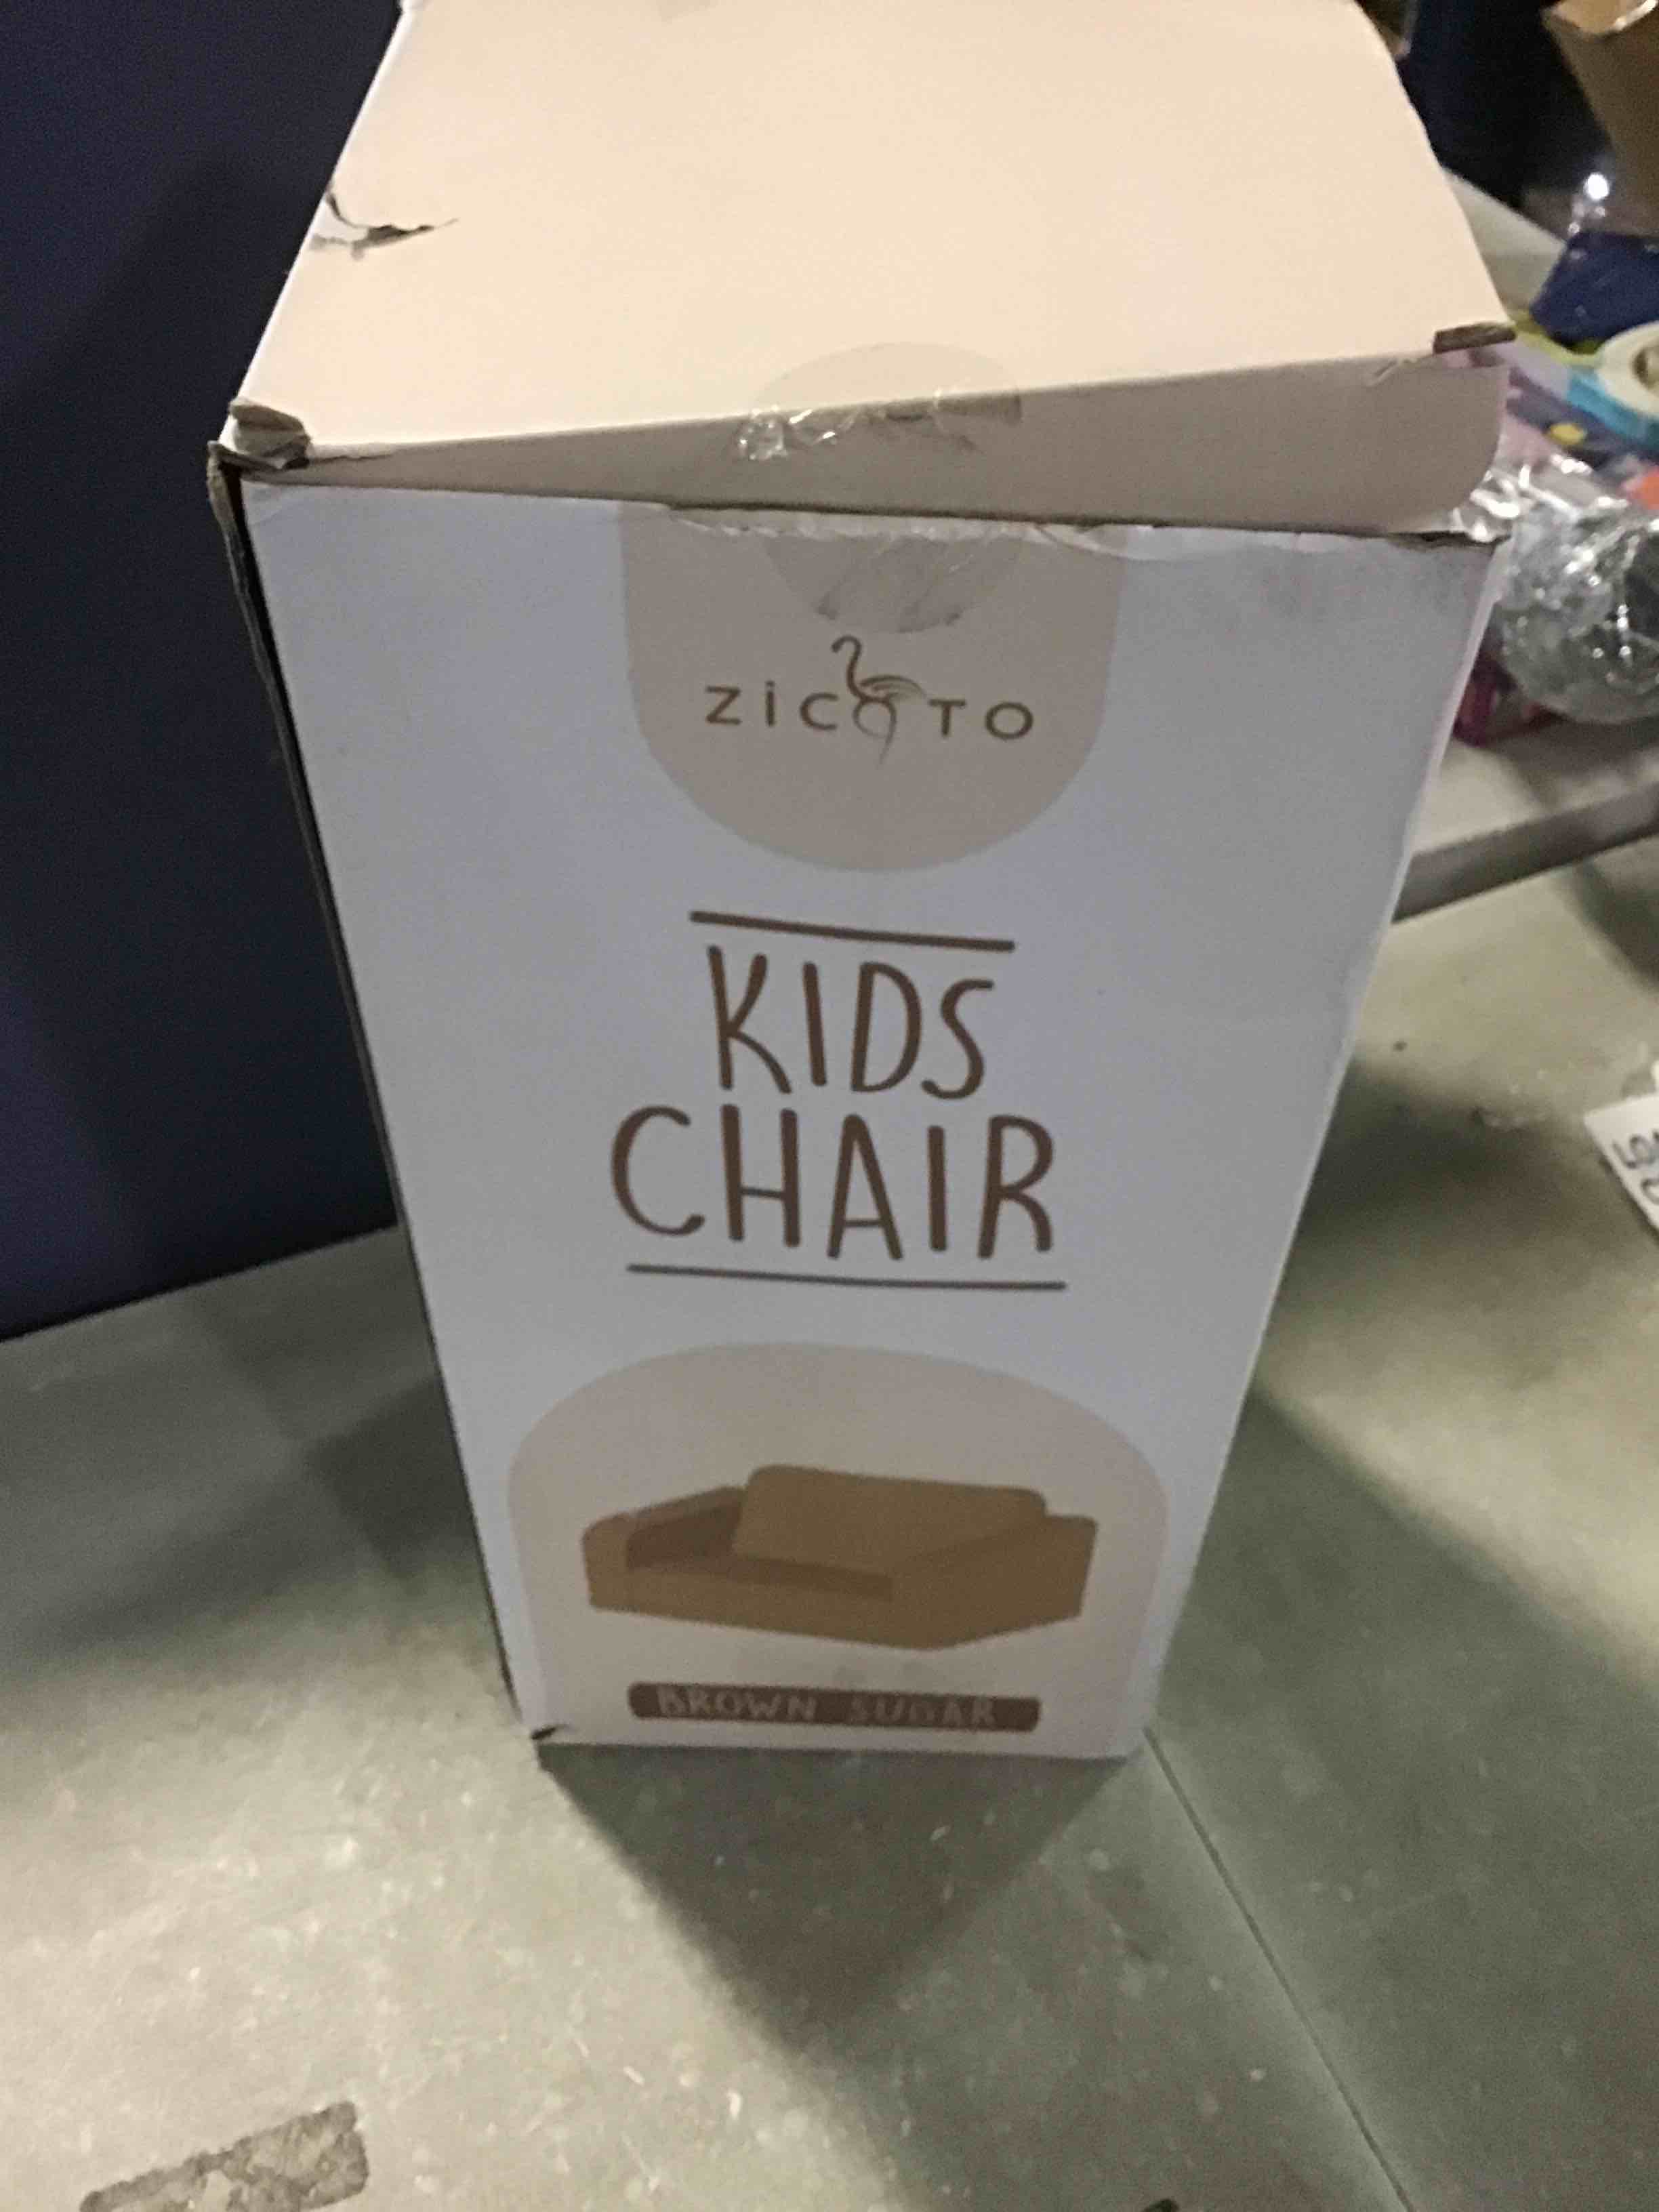 ZICOTO
KIDS
CHAIR
BROWN SUGAR